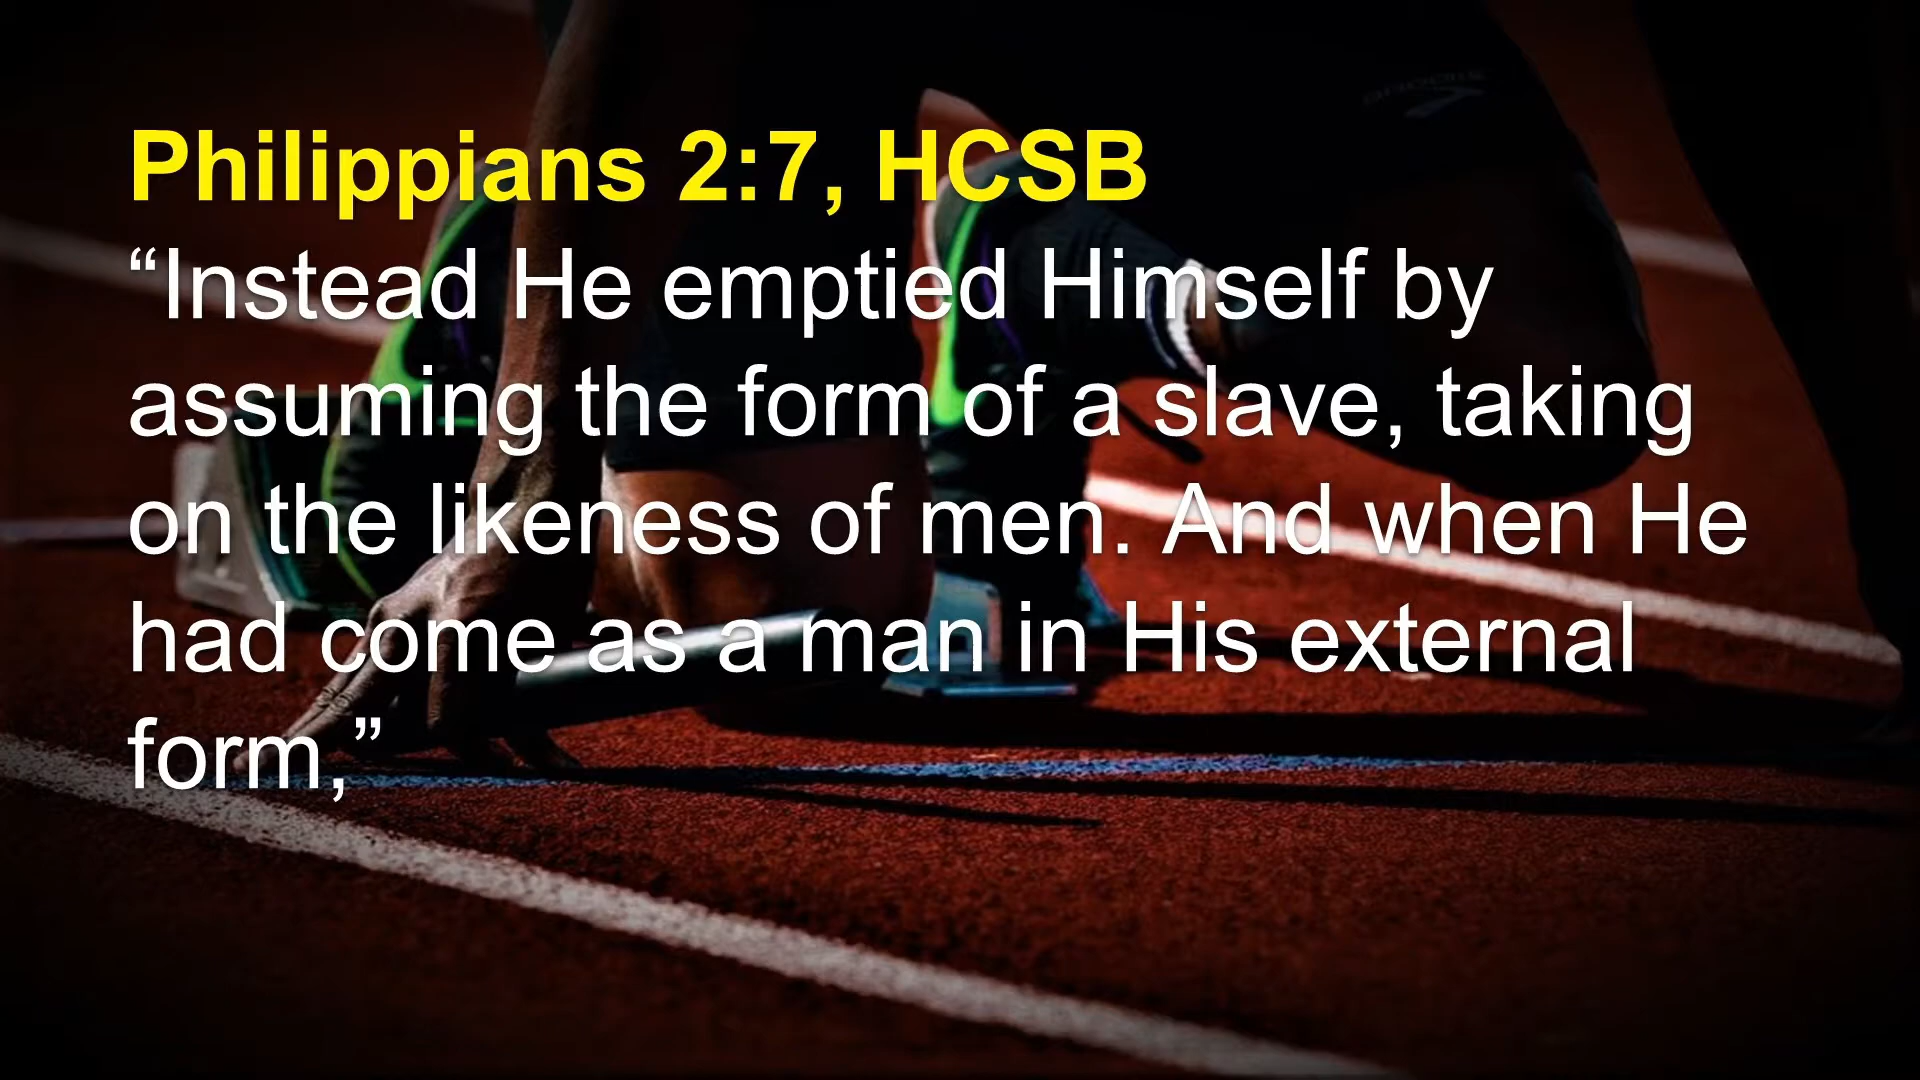 Philippians 2:7, HCSB
“Instead He emptied Himself by
assuming the form of a slave, taking
on the likeness of men. And when He
had come as a man in His external
form,”